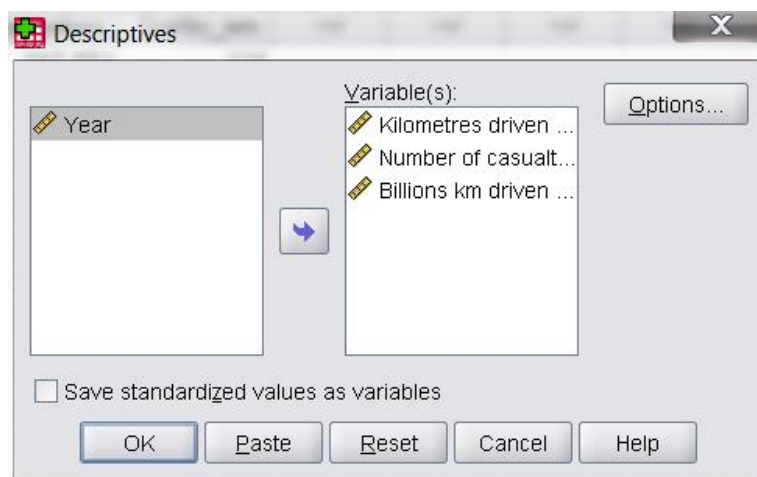 Descriptives
Variable(s):
Year
Kilometres driven ...
Number of casualt...
Billions km driven ...
Options...
Save standardized values as variables
OK
Paste
Reset
Cancel
Help